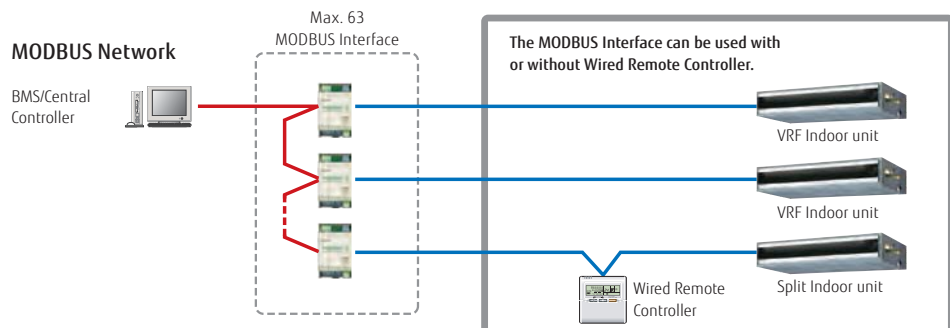 Max. 63
MODBUS Interface
MODBUS Network
BMS/Central
Controller
The MODBUS Interface can be used with
or without Wired Remote Controller.
VRF Indoor unit
VRF Indoor unit
Wired Remote
Controller
Split Indoor unit